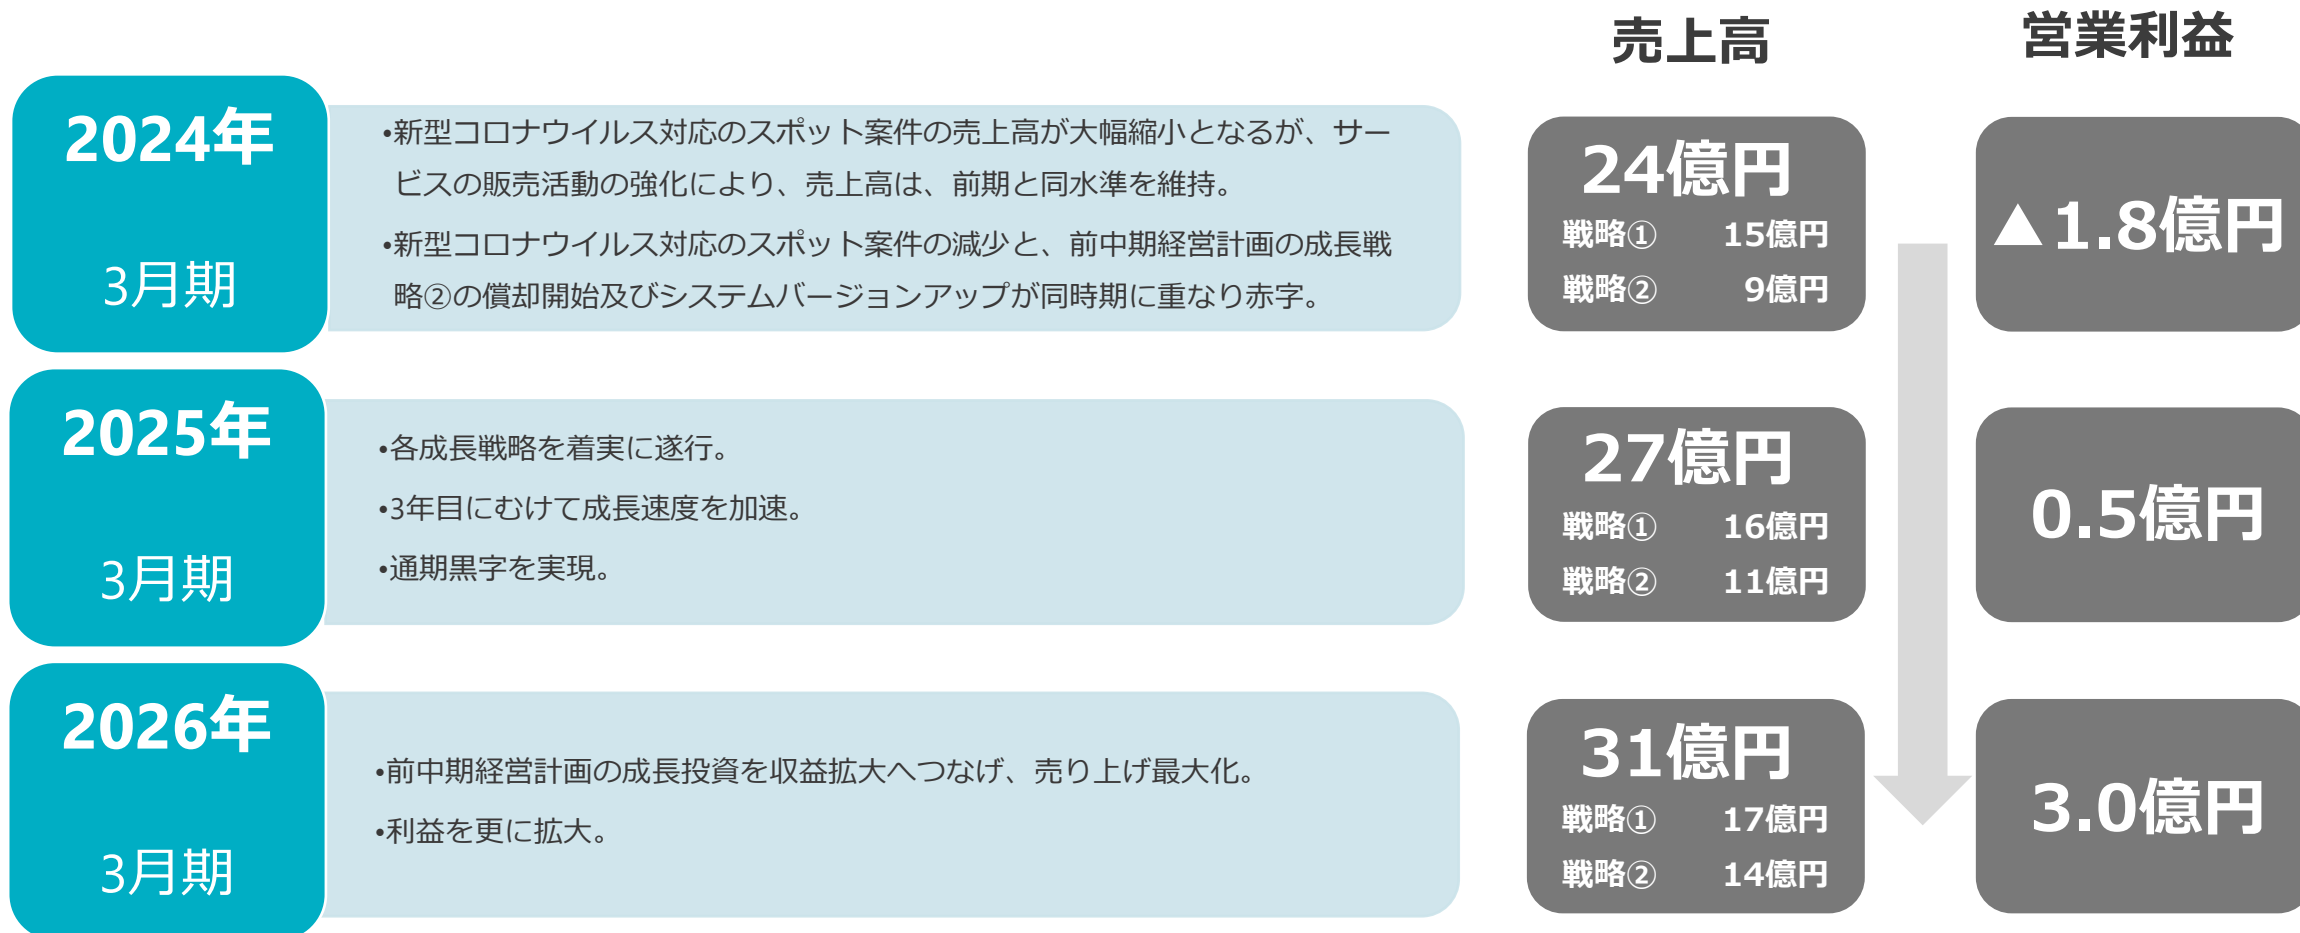 売上高
営業利益
2024年
3月期
•新型コロナウイルス対応のスポット案件の売上高が大幅縮小となるが、サー
ビスの販売活動の強化により、売上高は、前期と同水準を維持。
•新型コロナウイルス対応のスポット案件の減少と、前中期経営計画の成長戦
略②の償却開始及びシステムバージョンアップが同時期に重なり赤字。
24億円
戦略① 15億円
戦略② 9億円
▲1.8億円
2025年
3月期
•各成長戦略を着実に遂行。
•3年目にむけて成長速度を加速。
•通期黒字を実現。
27億円
戦略① 16億円
戦略② 11億円
0.5億円
2026年
3月期
•前中期経営計画の成長投資を収益拡大へつなげ、売り上げ最大化。
•利益を更に拡大。
31億円
戦略① 17億円
戦略② 14億円
3.0億円